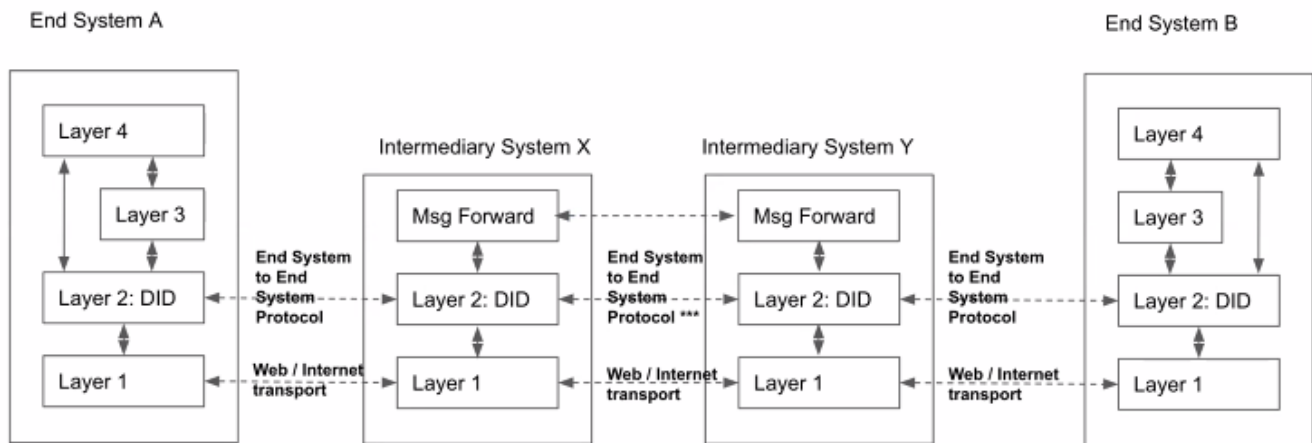 End System A
End System B
Layer 4
Layer 4
Intermediary System X
Intermediary System Y
Layer 3
Msg Forward
Msg Forward
Layer 3
End System
to End
System
Protocol
End System
to End
System
Protocol ***
End System
to End
System
Protocol
Layer 2: DID
Layer 2: DID
Layer 2: DID
Layer 2: DID
Layer 1
Web / Internet
transport
Layer 1
Web / Internet
transport
Layer 1
Web / Internet
transport
Layer 1